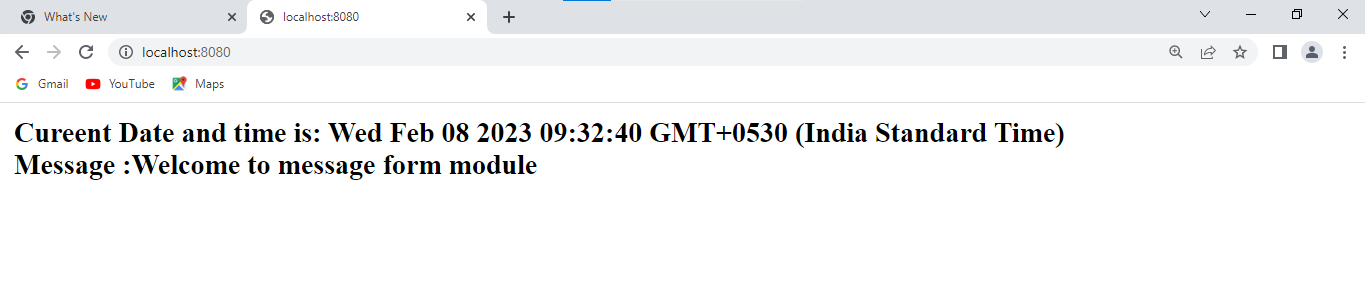 What's New
localhost:8080
localhost:8080
Gmail
YouTube
Maps
Cureent Date and time is: Wed Feb 08 2023 09:32:40 GMT+0530 (India Standard Time)
Message :Welcome to message form module